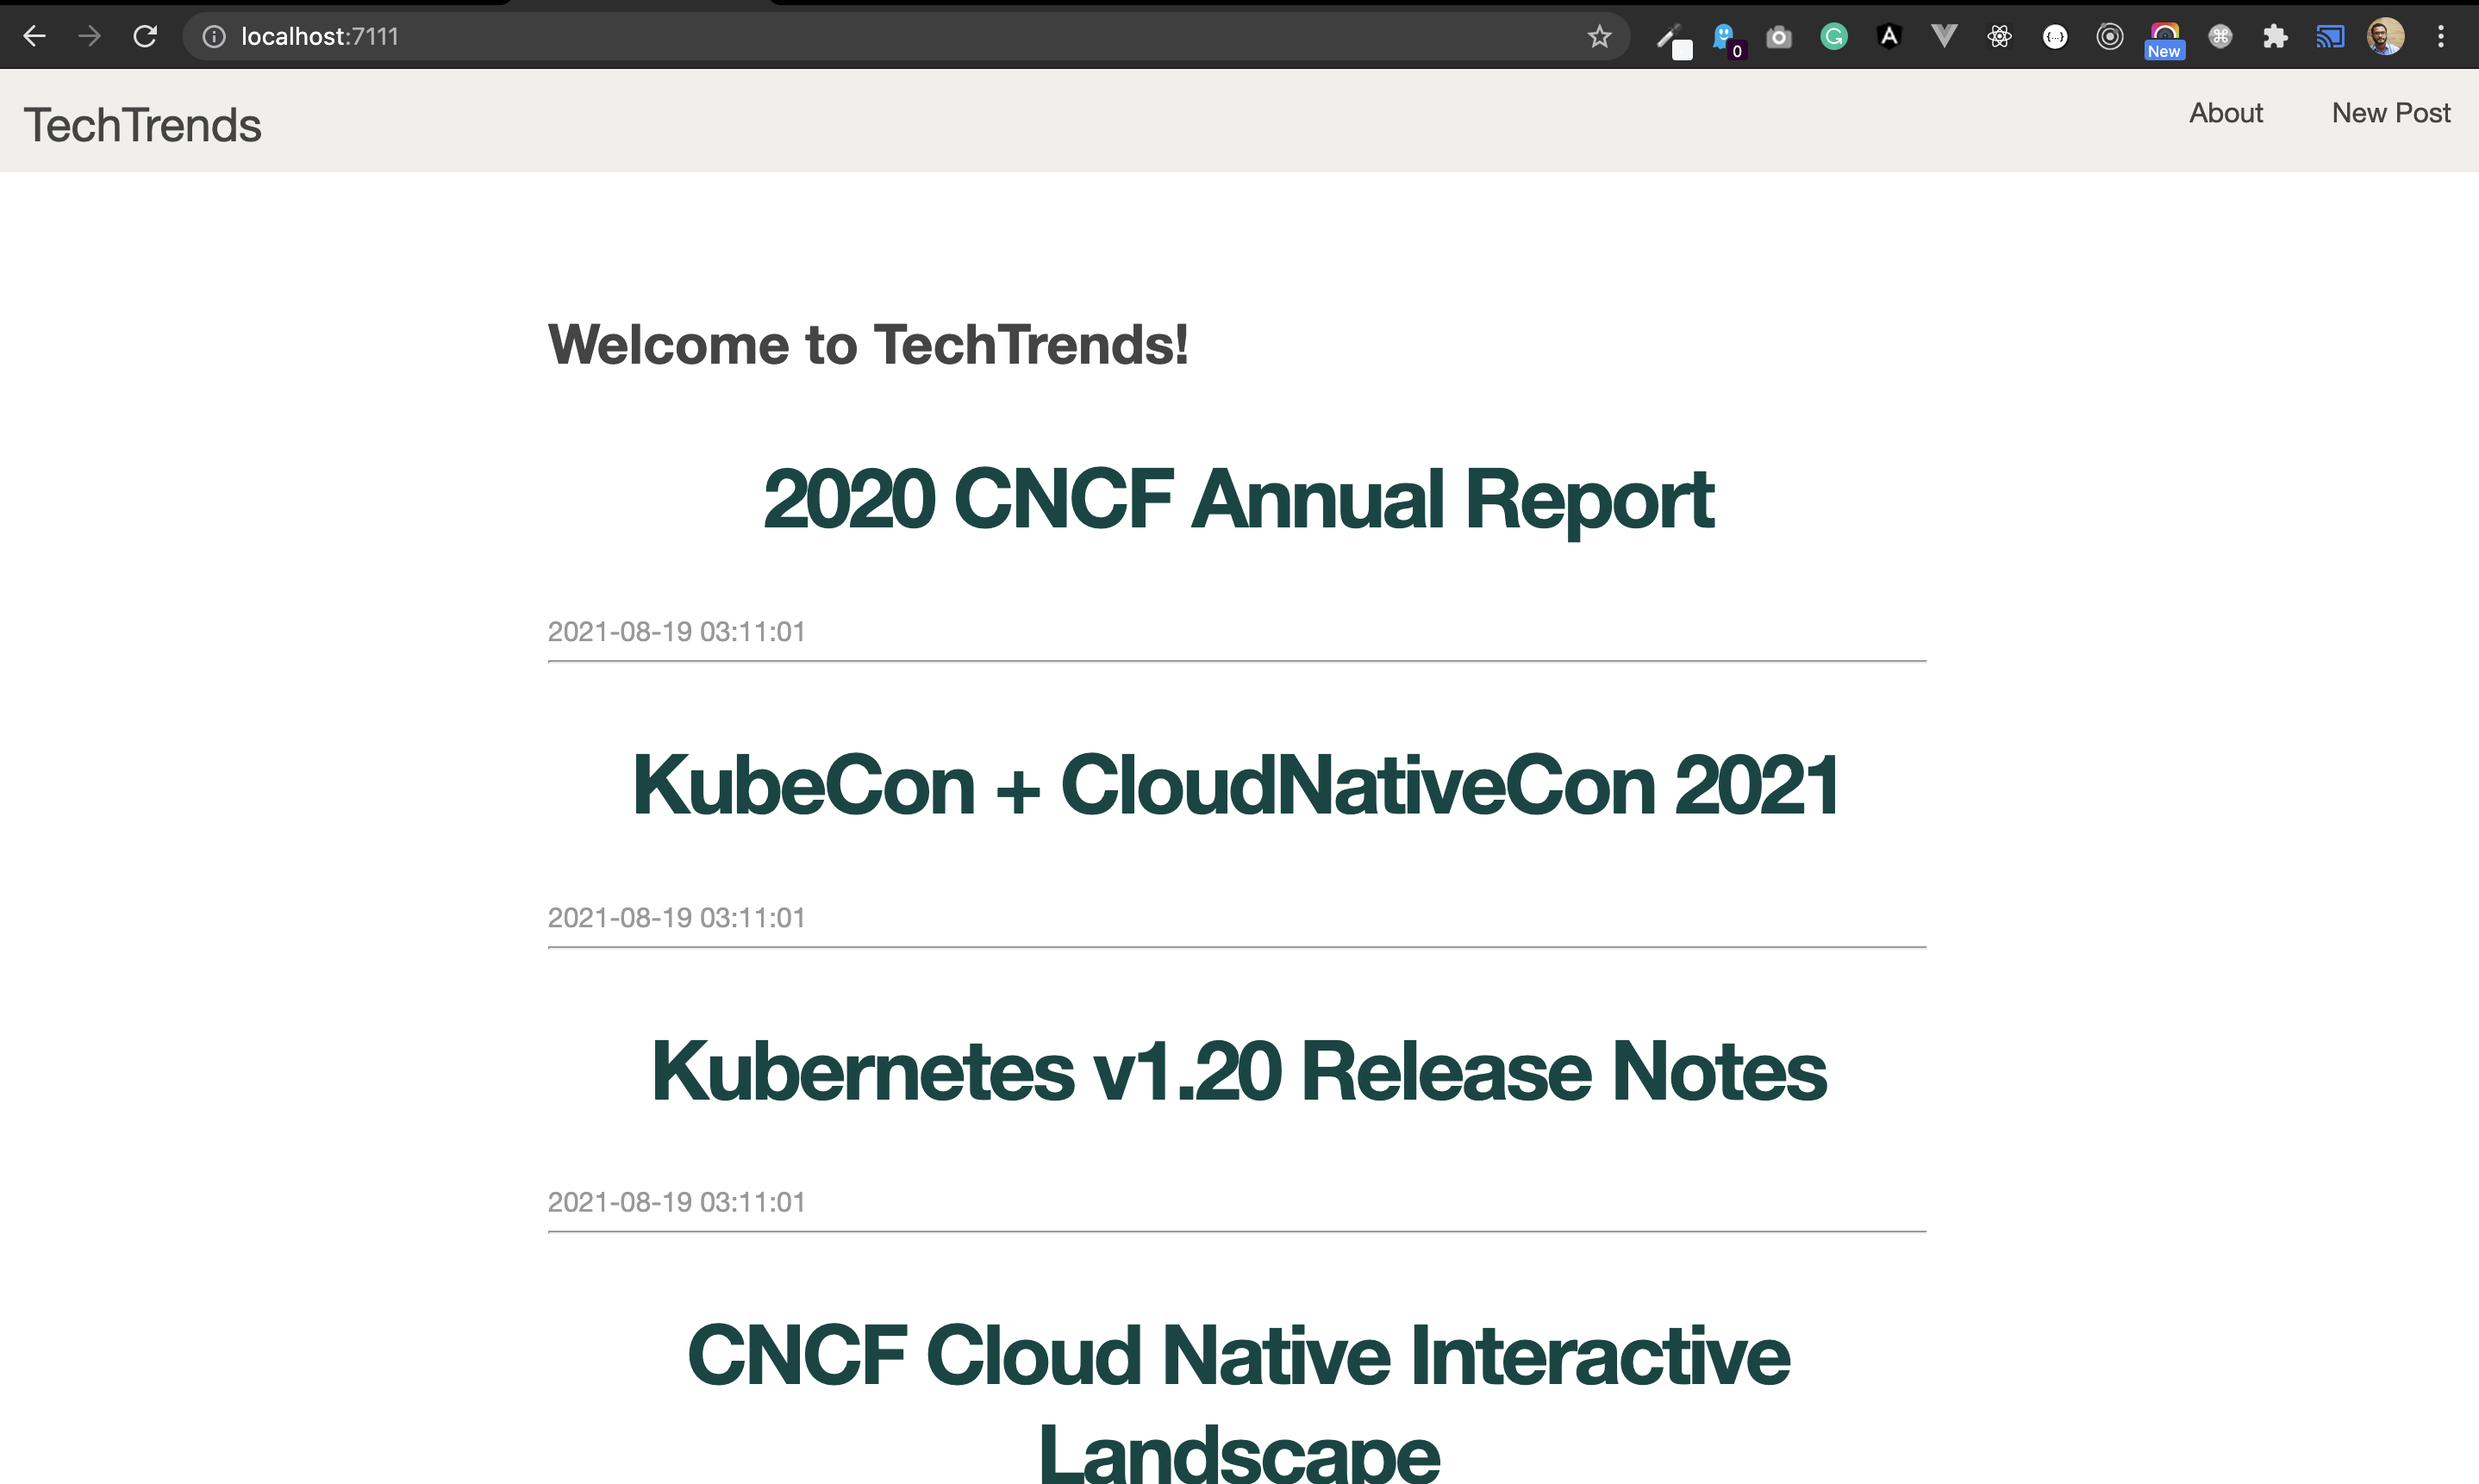 localhost:7111
0
New
TechTrends
About
New Post
Welcome to TechTrends!
2020 CNCF Annual Report
2021-08-19 03:11:01
KubeCon + CloudNativeCon 2021
2021-08-19 03:11:01
Kubernetes v1.20 Release Notes
2021-08-19 03:11:01
CNCF Cloud Native Interactive
Landscape